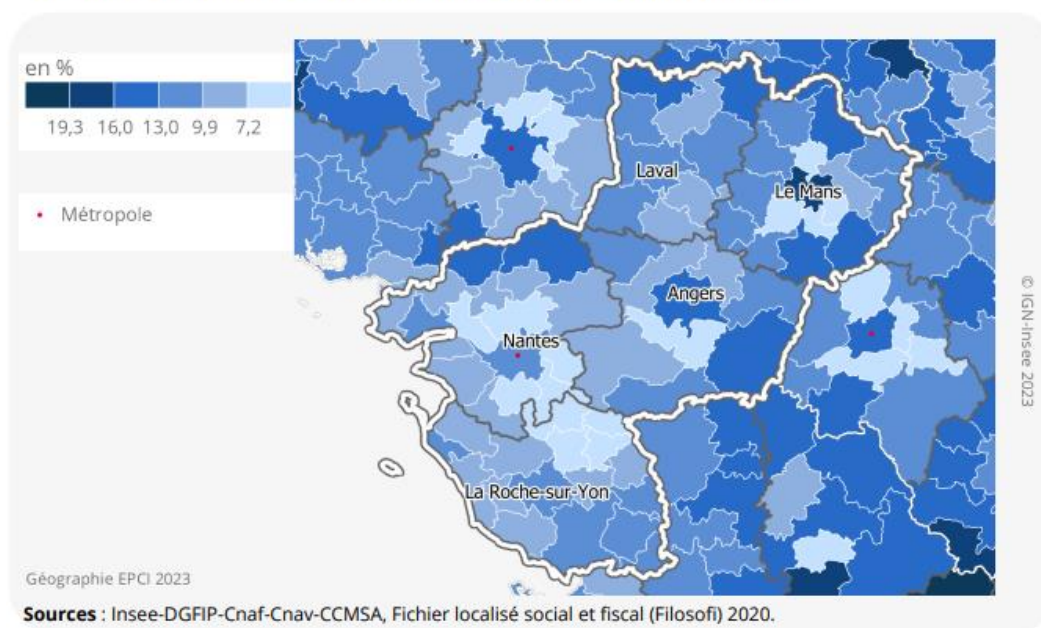 en %
19,3 16,0 13,0 9,9 7,2
Métropole
Laval
Le Mans
Angers
Nantes
La Roche-sur-Yon
© IGN-Insee 2023
Géographie EPCI 2023
Sources : Insee-DGFIP-Cnaf-Cnav-CCMSA, Fichier localisé social et fiscal (Filosofi) 2020.